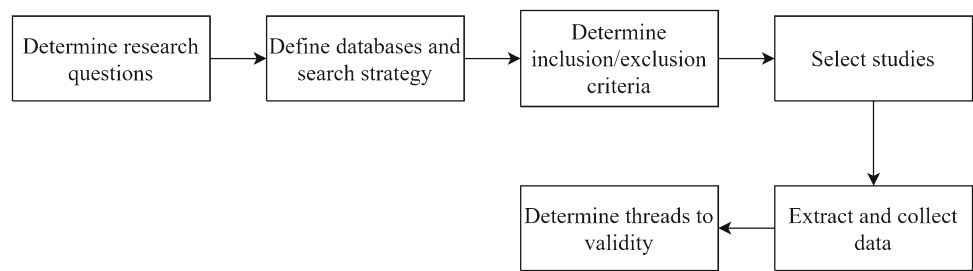 Determine research
questions
Define databases and
search strategy
Determine
inclusion/exclusion
criteria
Select studies
Extract and collect
data
Determine threads to
validity